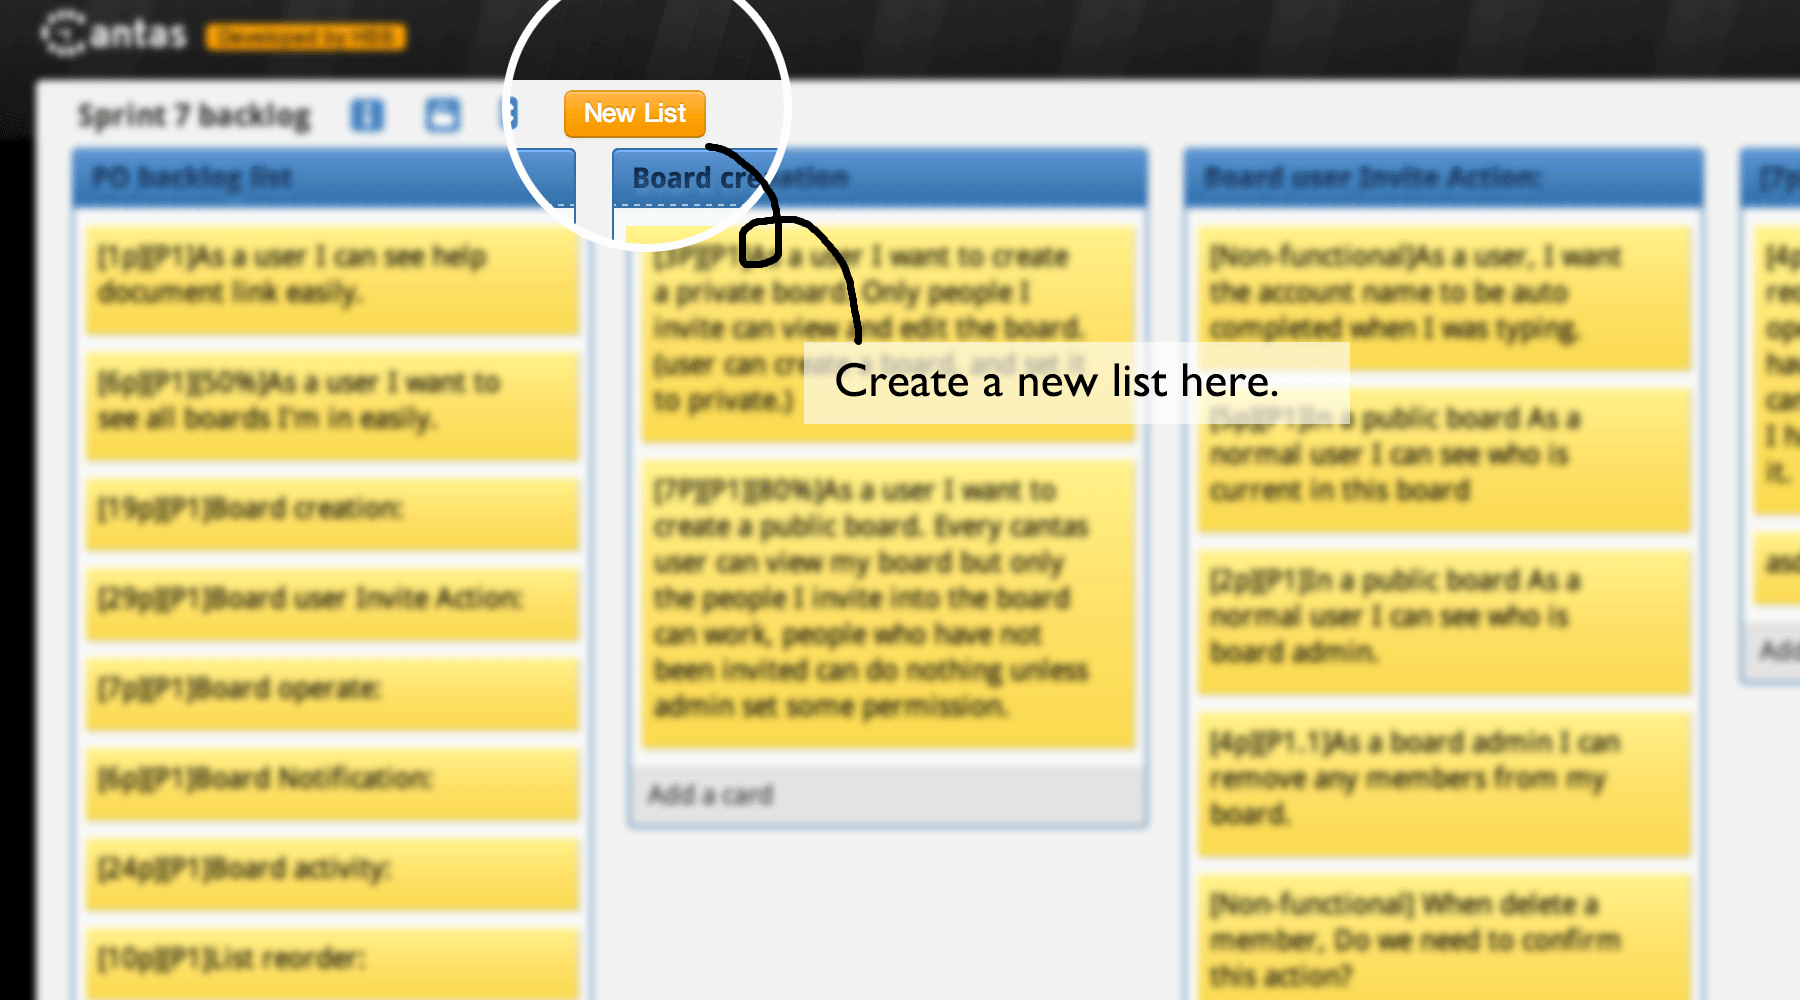 Cantas Developed by HSS
Sprint 7 backlog
New List
PO backlog list
[1p][P1]As a user I can see help
document link easily.
[6p][P1][50%]As a user I want to
see all boards I'm in easily.
[19p][P1]Board creation:
[29p][P1]Board user Invite Action:
[7p][P1]Board operate:
[6p][P1]Board Notification:
[24p][P1]Board activity:
[10p][P1]List reorder:
Board creation
[3P][P1]As a user I want to create
a private board. Only people I
invite can view and edit the board.
(user can create a board, and set it
to private.)
[7P][P1][80%]As a user I want to
create a public board. Every cantas
user can view my board but only
the people I invite into the board
can work, people who have not
been invited can do nothing unless
admin set some permission.
Add a card
Create a new list here.
Board user Invite Action:
[Non-functional]As a user, I want
the account name to be auto
completed when I was typing.
[5p][P1]In a public board As a
normal user I can see who is
current in this board
[2p][P1]In a public board As a
normal user I can see who is
board admin.
[4p][P1.1]As a board admin I can
remove any members from my
board.
[Non-functional] When delete a
member, Do we need to confirm
this action?
[7p
[4p
I h
it.
Add